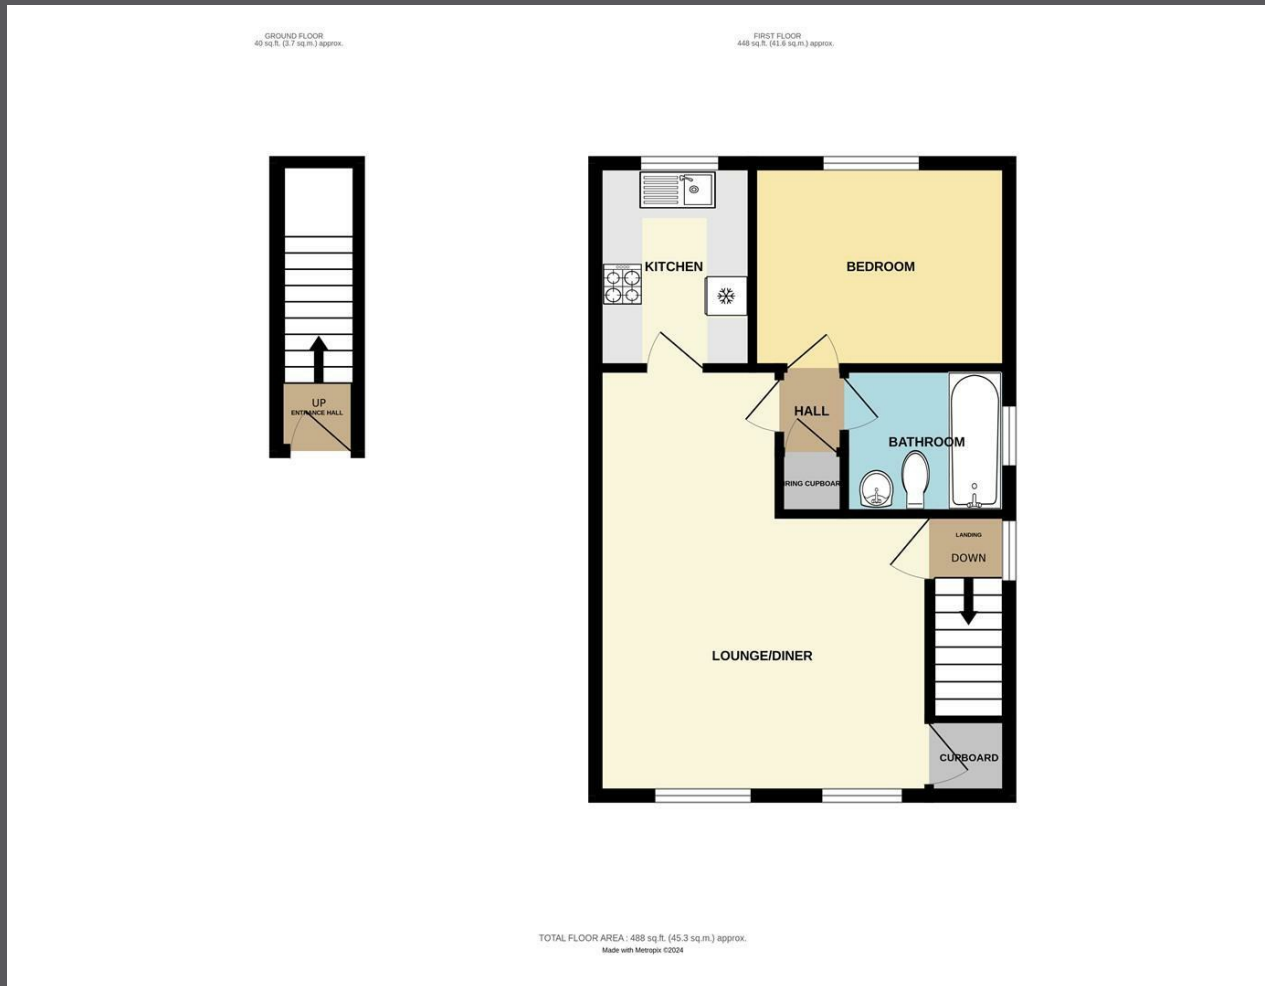 GROUND FLOOR
40 sq.ft. (3.7 sq.m.) approx.
FIRST FLOOR
448 sq.ft. (41.6 sq.m.) approx.
KITCHEN
BEDROOM
UP
ENTRANCE HALL
HALL
BATHROOM
IRING CUPBOAR
LANDING
DOWN
LOUNGE/DINER
CUPBOARD
TOTAL FLOOR AREA : 488 sq.ft. (45.3 sq.m.) approx.
Made with Metropix ©2024